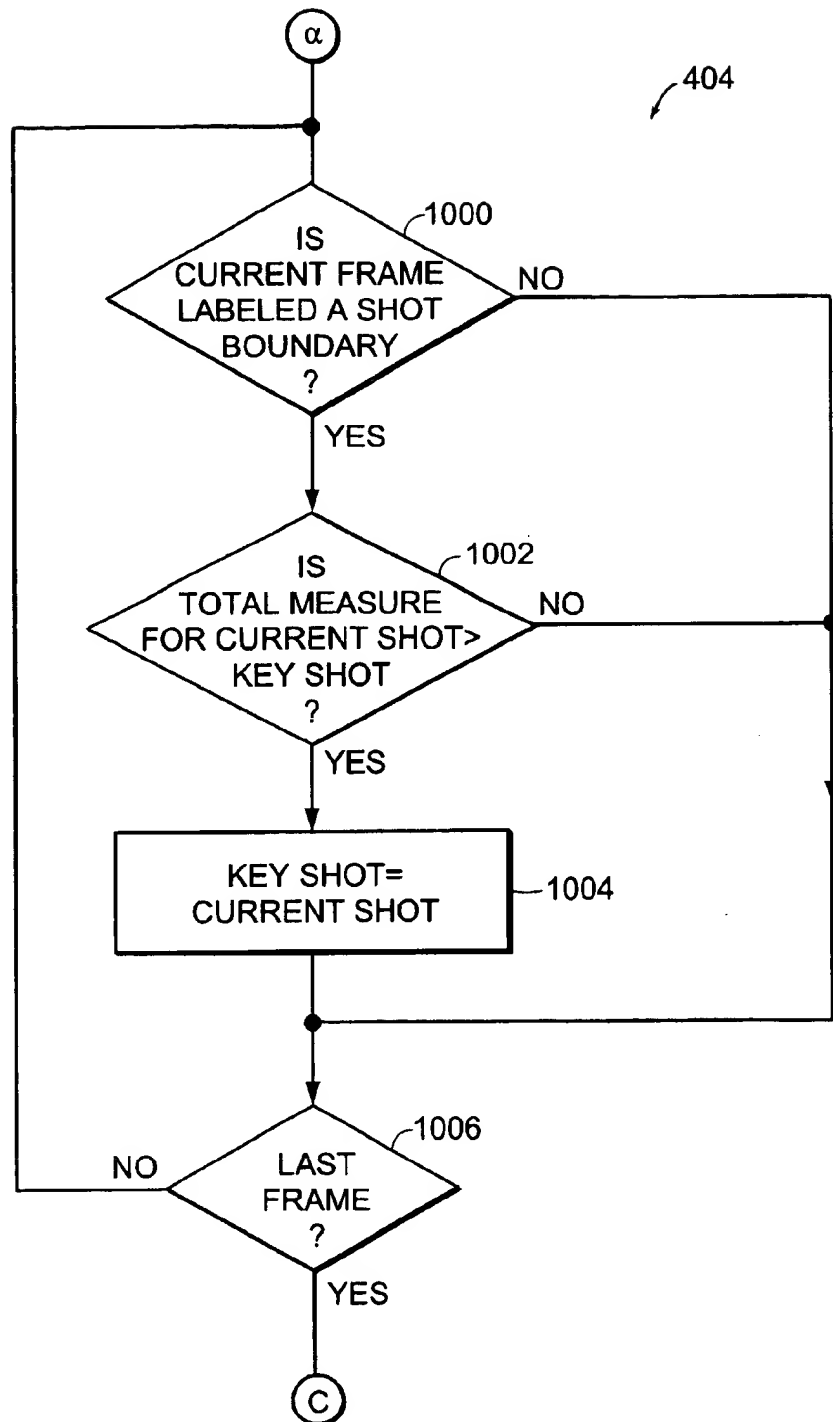 α
404
1000
IS
CURRENT FRAME
LABELED A SHOT
BOUNDARY
?
NO
YES
1002
IS
TOTAL MEASURE
FOR CURRENT SHOT>
KEY SHOT
?
NO
YES
KEY SHOT=
CURRENT SHOT
1004
1006
LAST
FRAME
?
NO
YES
C